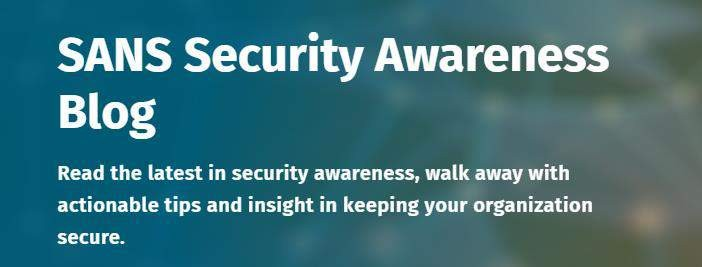 SANS Security Awareness
Blog
Read the latest in security awareness, walk away with
actionable tips and insight in keeping your organization
secure.